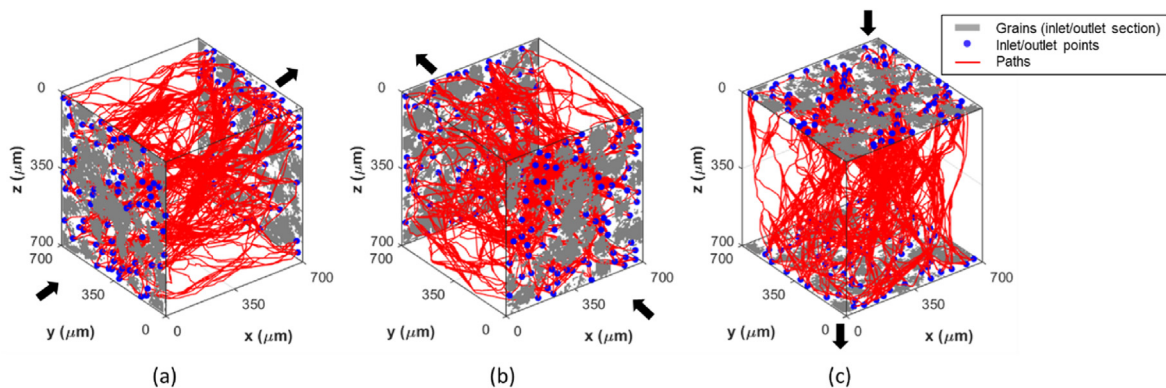 Grains (inlet/outlet section)
Inlet/outlet points
Paths
0
350
700
z (μm)
700
350
0
y (μm)
0
350
700
x (μm)
(a)
0
350
700
z (μm)
700
350
0
y (μm)
0
350
700
x (μm)
(b)
0
350
700
z (μm)
700
350
0
y (μm)
0
350
700
x (μm)
(c)